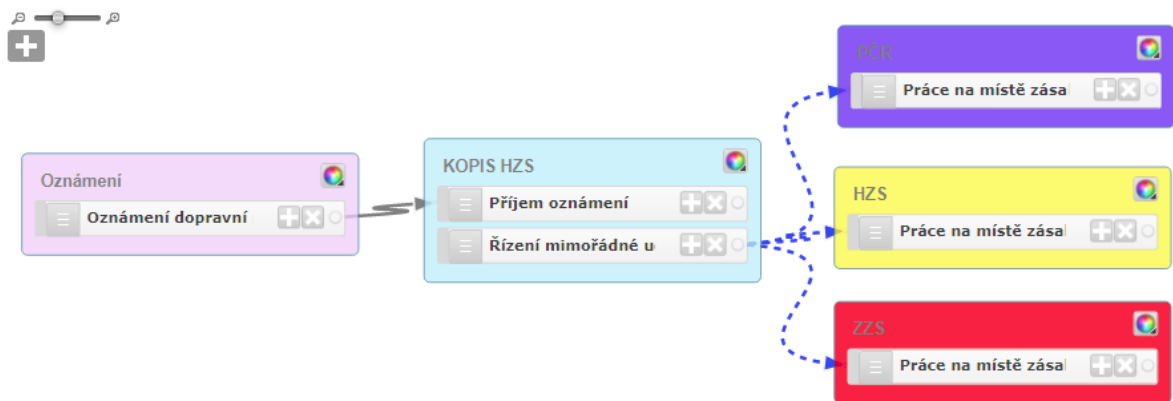 Oznámení
Oznámení dopravní
KOPIS HZS
Příjem oznámení
Řízení mimořádné u
PČR
Práce na místě zása
HZS
Práce na místě zása
ZZS
Práce na místě zása